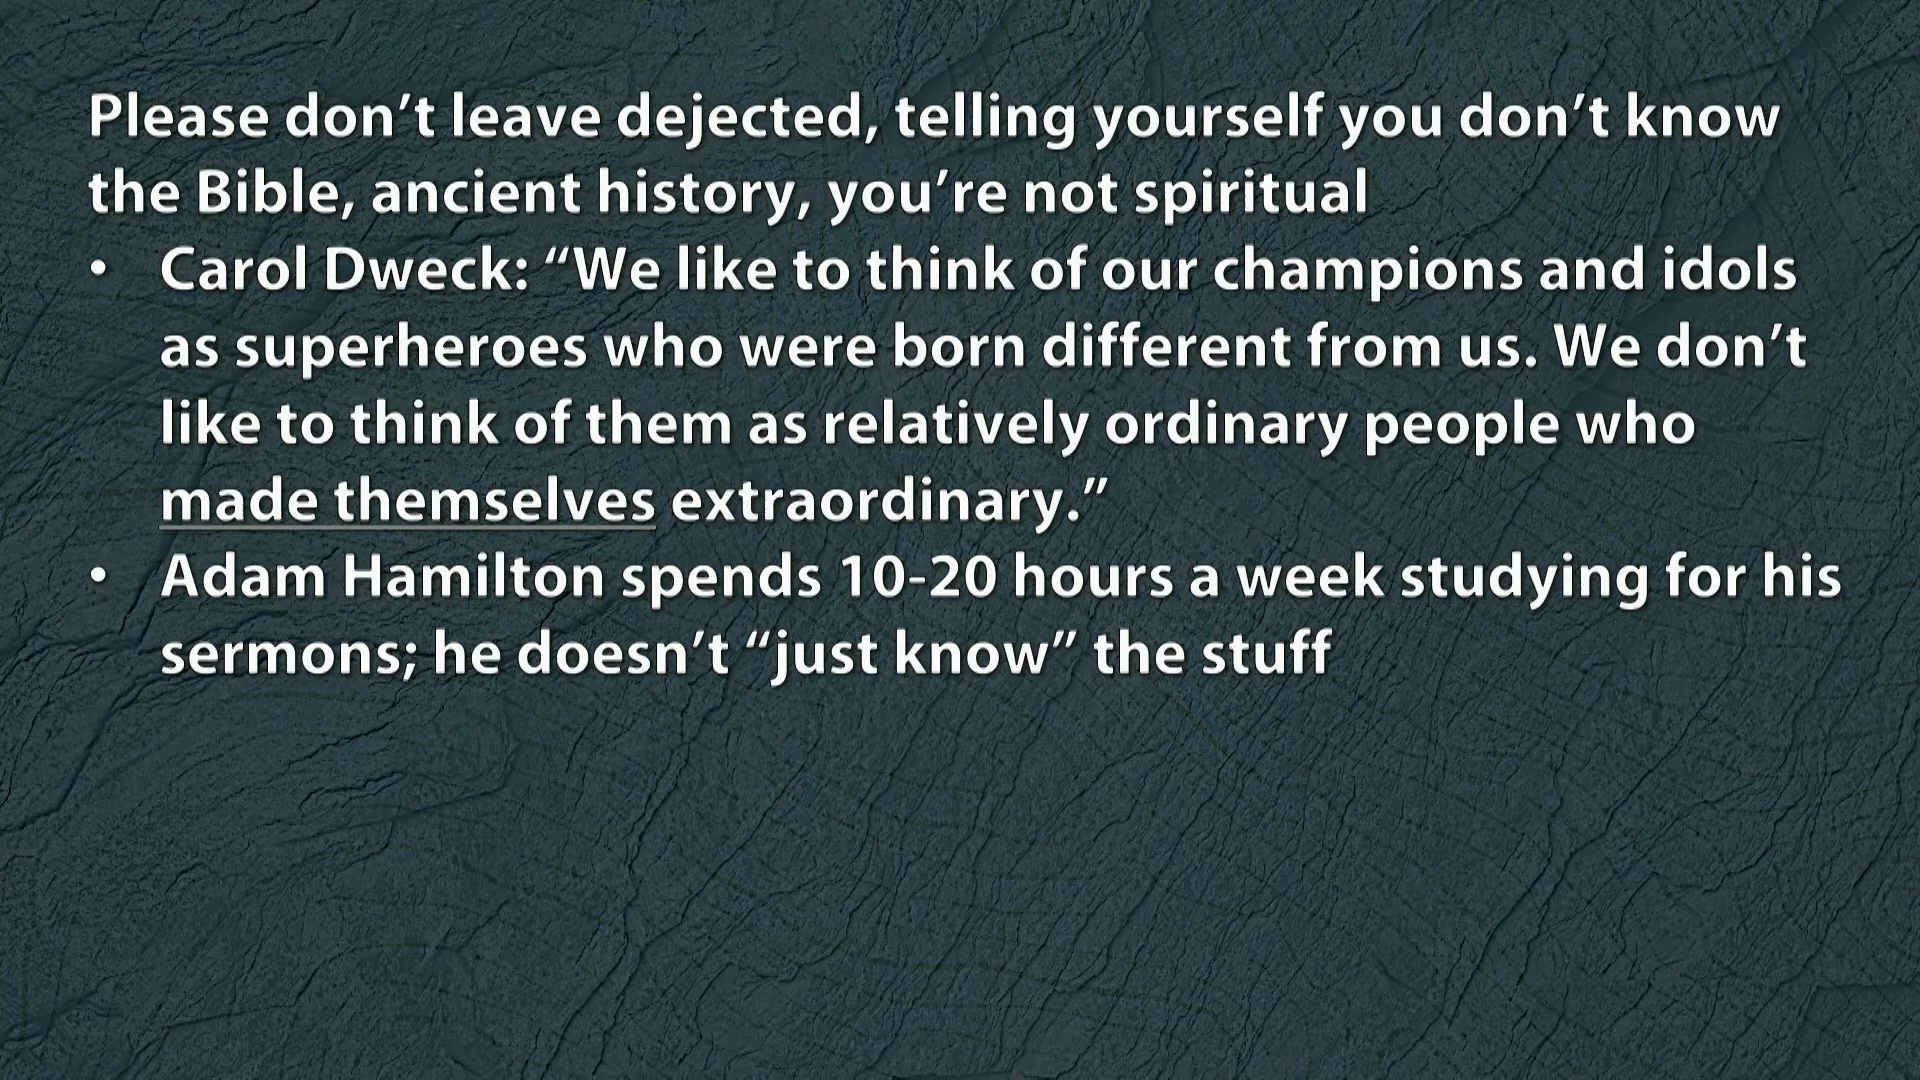 Please don’t leave dejected, telling yourself you don’t know
the Bible, ancient history, you’re not spiritual
• Carol Dweck: “We like to think of our champions and idols
as superheroes who were born different from us. We don’t
like to think of them as relatively ordinary people who
made themselves extraordinary.”
• Adam Hamilton spends 10-20 hours a week studying for his
sermons; he doesn’t “just know” the stuff